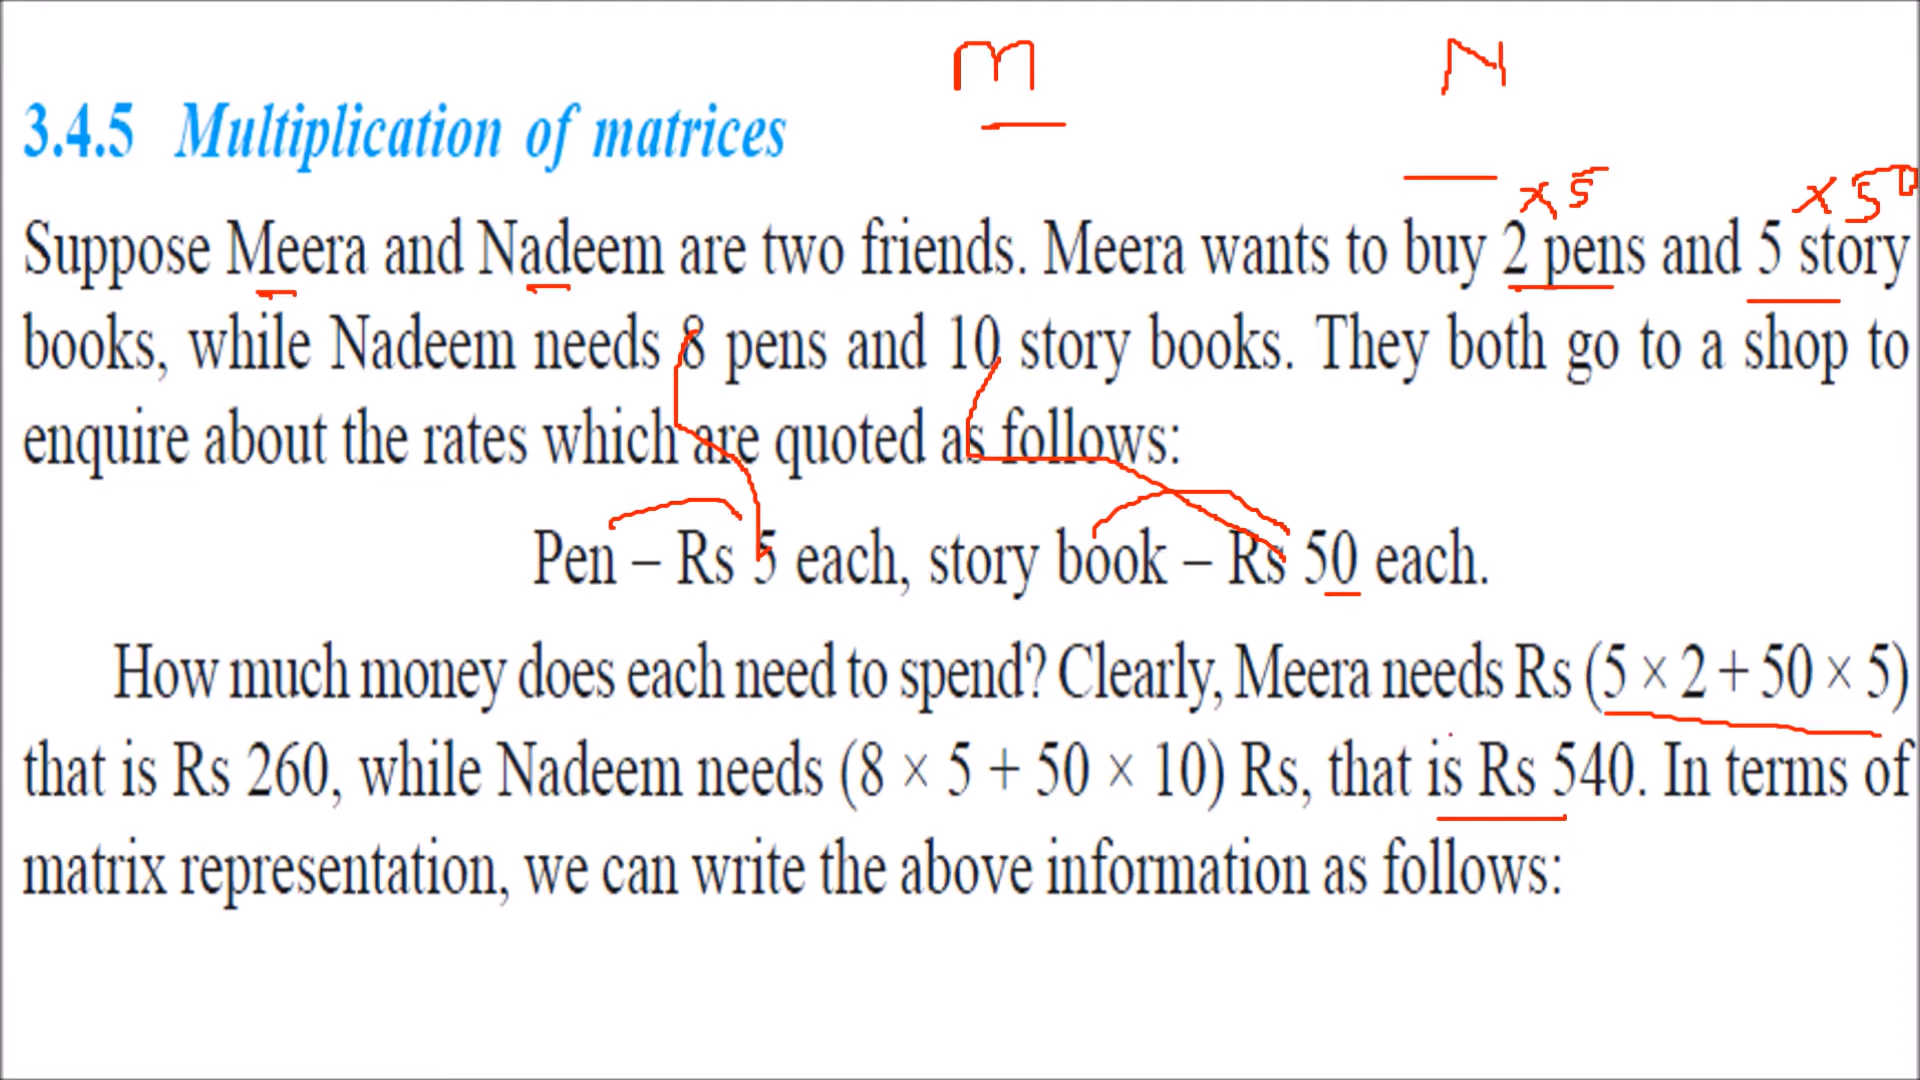 m N
3.4.5 Multiplication of matrices
×5 ×50
Suppose Meera and Nadeem are two friends. Meera wants to buy 2 pens and 5 story
books, while Nadeem needs 8 pens and 10 story books. They both go to a shop to
enquire about the rates which are quoted as follows:
Pen – Rs 5 each, story book – Rs 50 each.
How much money does each need to spend? Clearly, Meera needs Rs (5 × 2 + 50 × 5)
that is Rs 260, while Nadeem needs (8 × 5 + 50 × 10) Rs, that is Rs 540. In terms of
matrix representation, we can write the above information as follows: